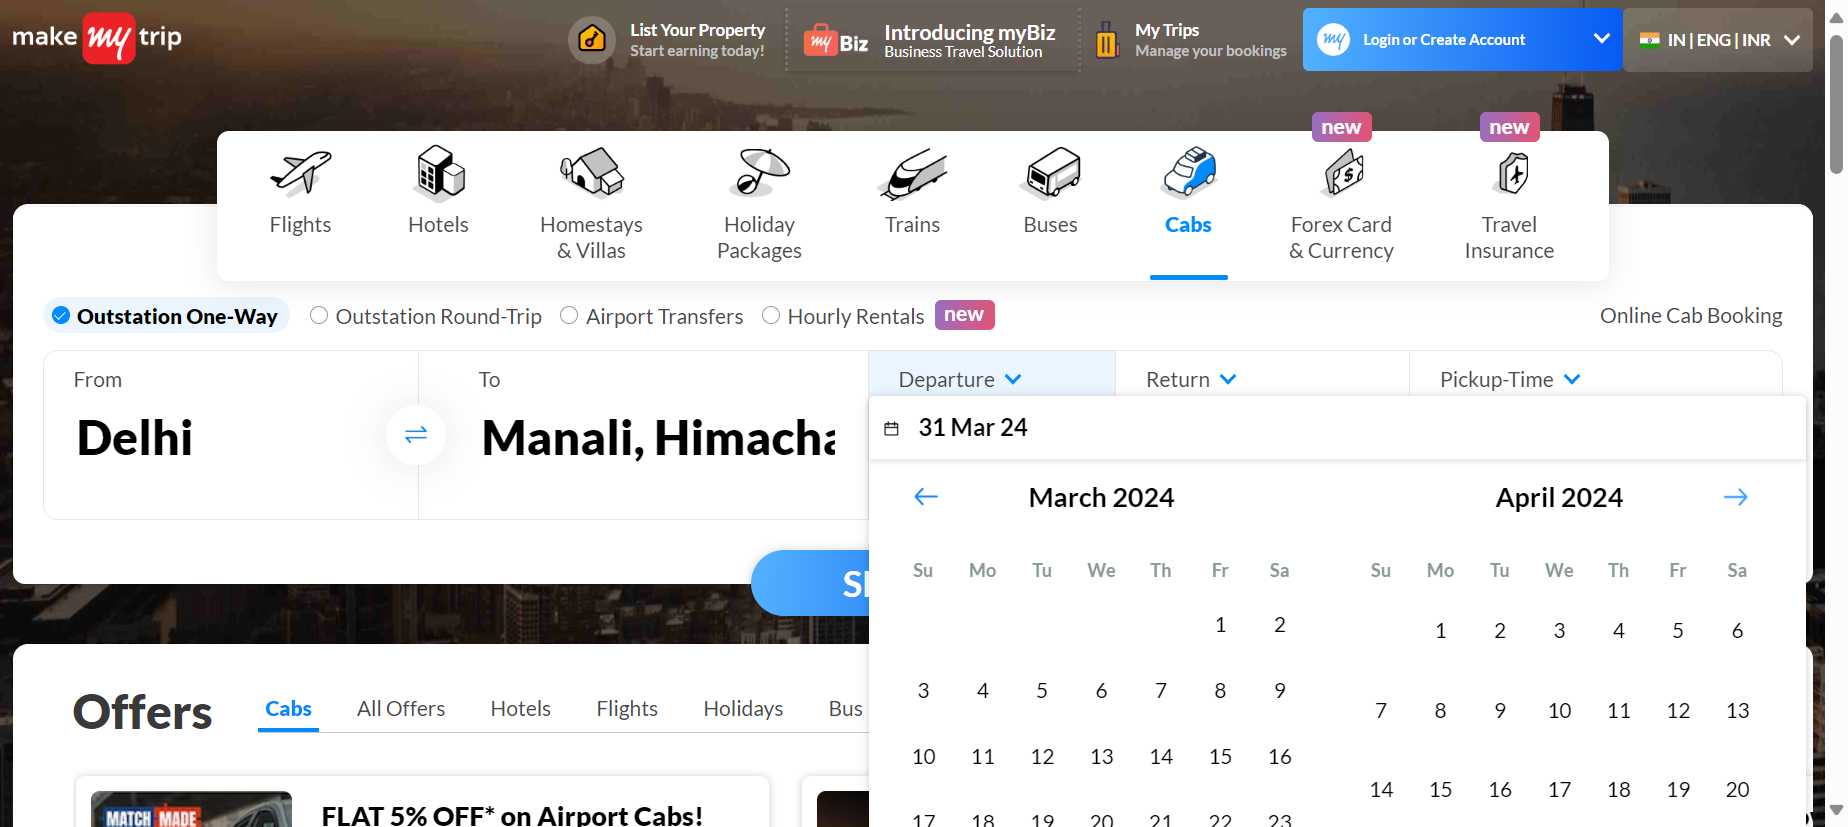 make my trip
List Your Property
Start earning today!
my Biz
Introducing myBiz
Business Travel Solution
My Trips
Manage your bookings
my
Login or Create Account
IN | ENG | INR
new
new
Flights
Hotels
Homestays
& Villas
Holiday
Packages
Trains
Buses
Cabs
Forex Card
& Currency
Travel
Insurance
Outstation One-Way
Outstation Round-Trip
Airport Transfers
Hourly Rentals
new
Online Cab Booking
From
Delhi
To
Manali, Himacha
Departure
Return
Pickup-Time
31 Mar 24
March 2024
Su Mo Tu We Th Fr Sa
1 2
3 4 5 6 7 8 9
10 11 12 13 14 15 16
17 18 19 20 21 22 23
April 2024
Su Mo Tu We Th Fr Sa
1 2 3 4 5 6
7 8 9 10 11 12 13
14 15 16 17 18 19 20
Offers
Cabs
All Offers
Hotels
Flights
Holidays
Bus
MATCH MADE
FLAT 5% OFF* on Airport Cabs!